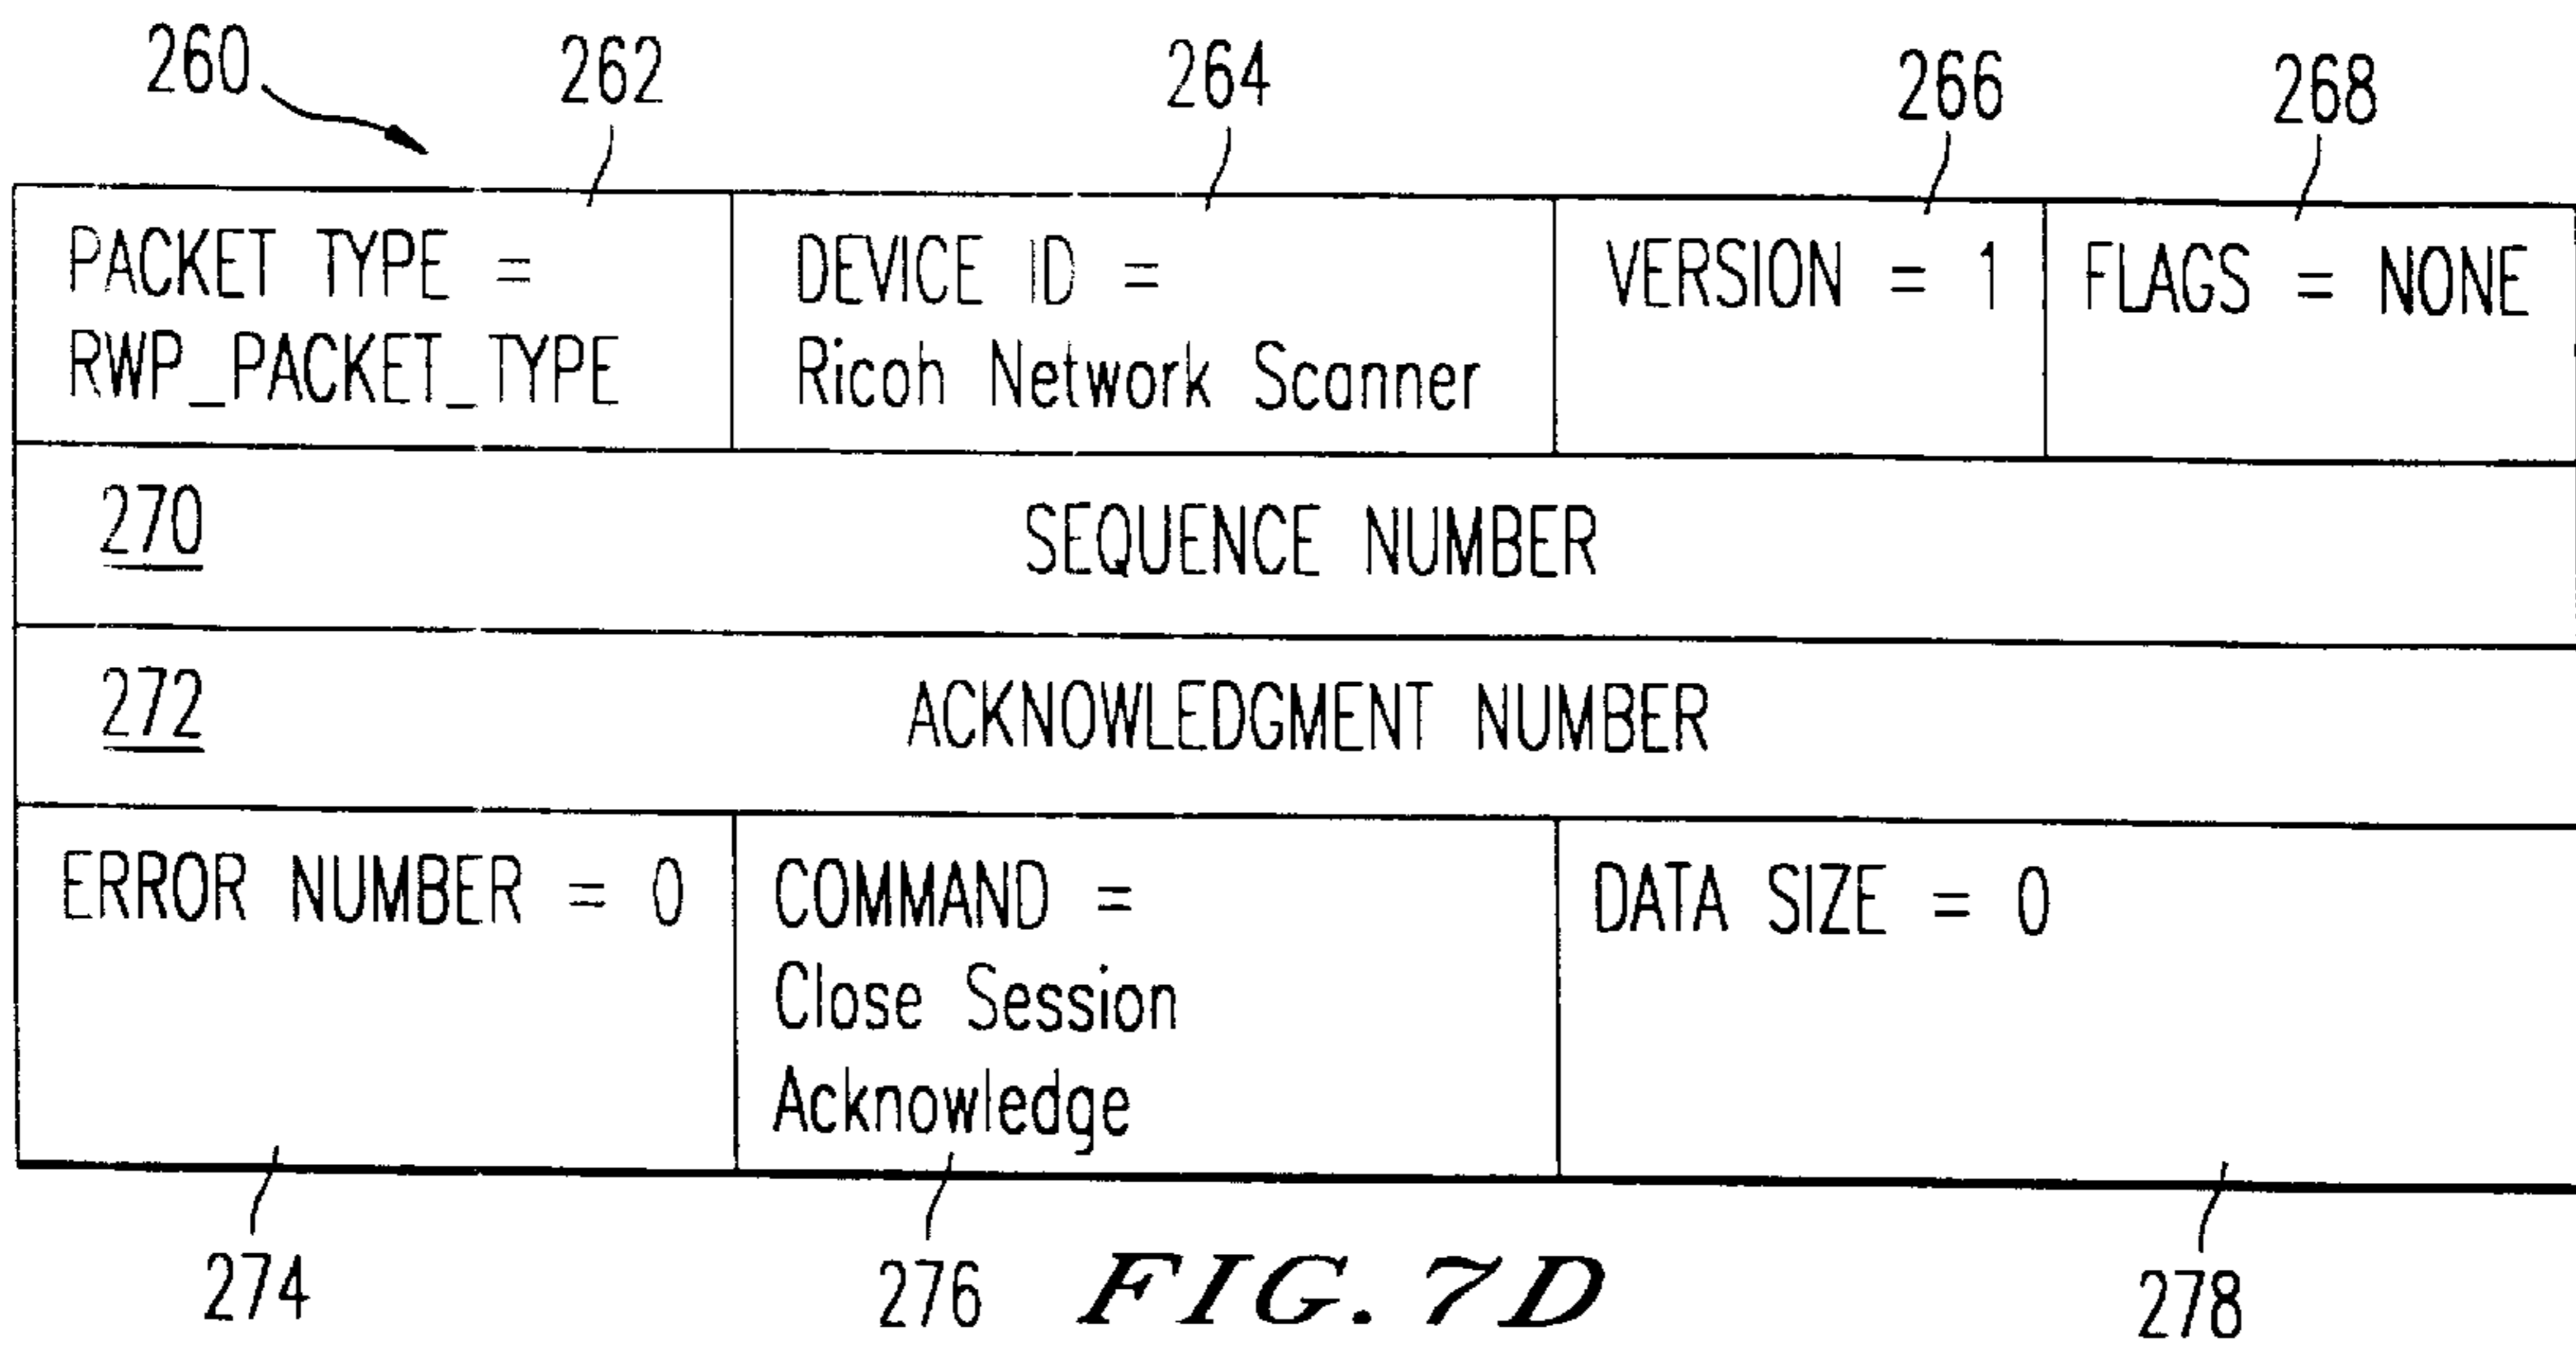 260
262
264
266
268
PACKET TYPE =
RWP_PACKET_TYPE
DEVICE ID =
Ricoh Network Scanner
VERSION = 1
FLAGS = NONE
270
SEQUENCE NUMBER
272
ACKNOWLEDGMENT NUMBER
ERROR NUMBER = 0
COMMAND =
Close Session
Acknowledge
DATA SIZE = 0
274
276
278
FIG. 7D